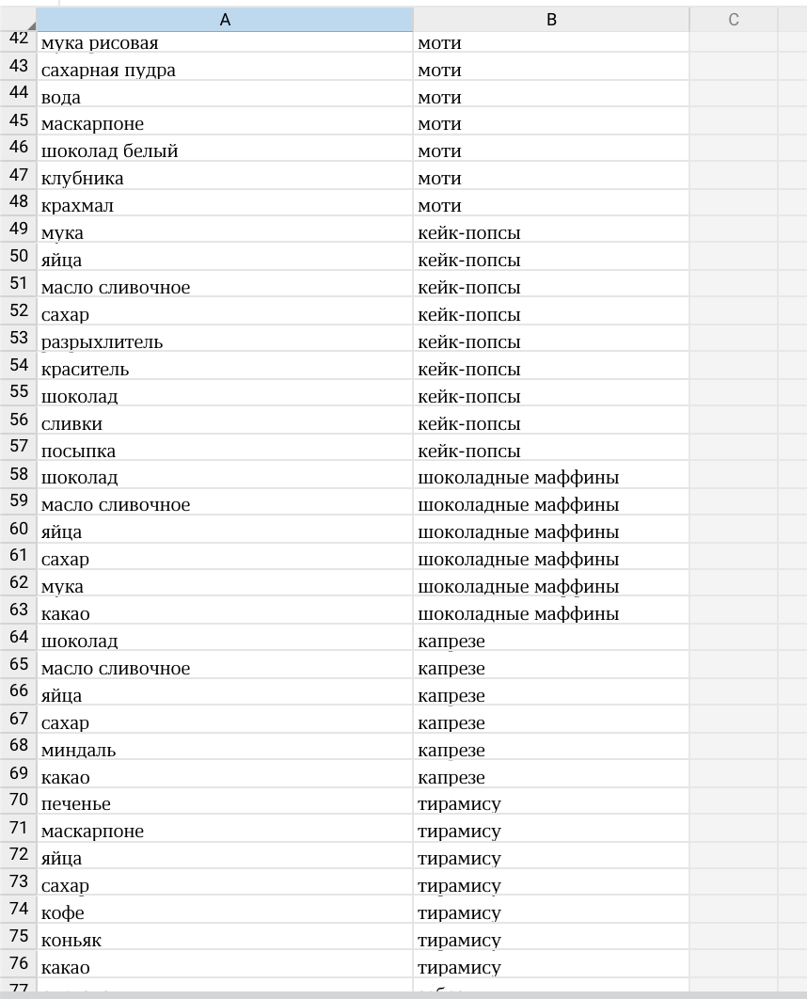 A B C
42 мука рисовая моти
43 сахарная пудра моти
44 вода моти
45 маскарпоне моти
46 шоколад белый моти
47 клубника моти
48 крахмал моти
49 мука кейк-попсы
50 яйца кейк-попсы
51 масло сливочное кейк-попсы
52 сахар кейк-попсы
53 разрыхлитель кейк-попсы
54 краситель кейк-попсы
55 шоколад кейк-попсы
56 сливки кейк-попсы
57 посыпка кейк-попсы
58 шоколад шоколадные маффины
59 масло сливочное шоколадные маффины
60 яйца шоколадные маффины
61 сахар шоколадные маффины
62 мука шоколадные маффины
63 какао шоколадные маффины
64 шоколад капрезе
65 масло сливочное капрезе
66 яйца капрезе
67 сахар капрезе
68 миндаль капрезе
69 какао капрезе
70 печенье тирамису
71 маскарпоне тирамису
72 яйца тирамису
73 сахар тирамису
74 кофе тирамису
75 коньяк тирамису
76 какао тирамису
77